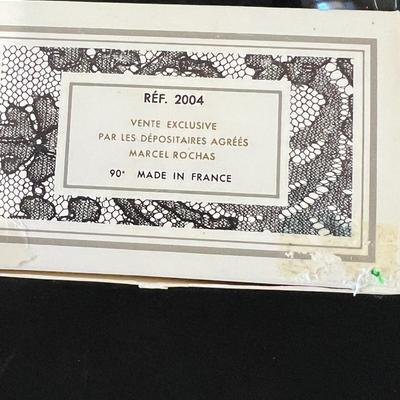 RÉF. 2004
VENTE EXCLUSIVE
PAR LES DÉPOSITAIRES AGRÉÉS
MARCEL ROCHAS
90° MADE IN FRANCE